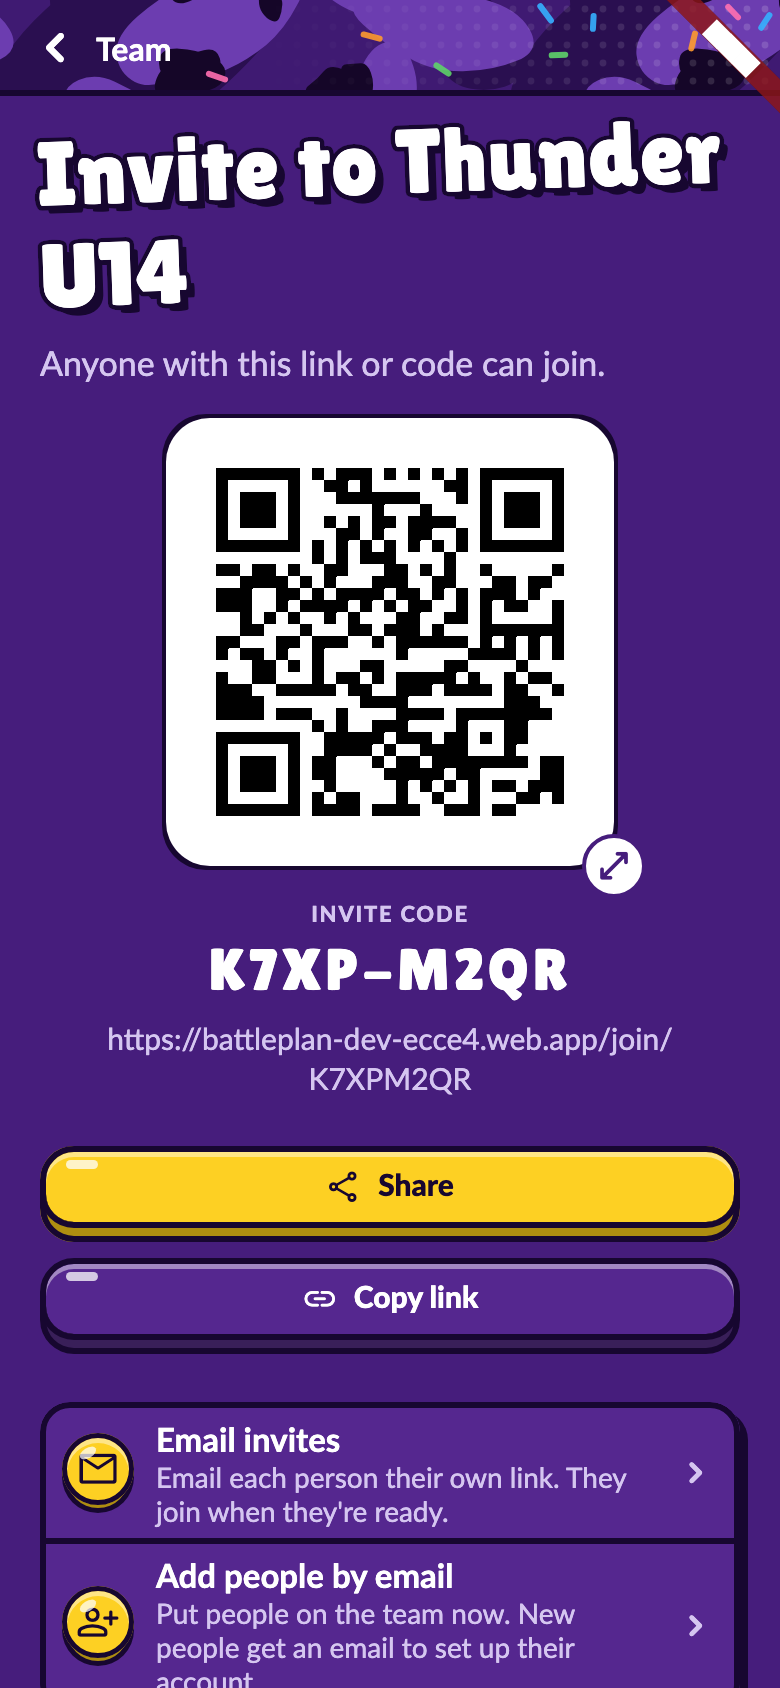 Team
Invite to Thunder
U14
Anyone with this link or code can join.
INVITE CODE
K7XP–M2QR
https://battleplan-dev-ecce4.web.app/join/
K7XPM2QR
Share
Copy link
Email invites
Email each person their own link. They
join when they're ready.
Add people by email
Put people on the team now. New
people get an email to set up their
account.